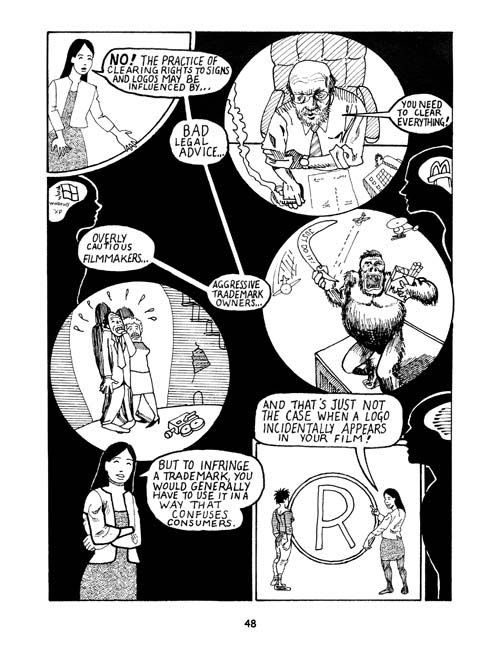 NO! THE PRACTICE OF
CLEARING RIGHTS TO SIGNS
AND LOGOS MAY BE
INFLUENCED BY...
BAD
LEGAL
ADVICE...
YOU NEED
TO CLEAR
EVERYTHING!
WINDOWS
XP
OVERLY
CAUTIOUS
FILMMAKERS...
AGGRESSIVE
TRADEMARK
OWNERS...
AND THAT'S JUST NOT
THE CASE WHEN A LOGO
INCIDENTALLY APPEARS
IN YOUR FILM!
BUT TO INFRINGE
A TRADEMARK, YOU
WOULD GENERALLY
HAVE TO USE IT IN A
WAY THAT
CONFUSES
CONSUMERS.
R
48